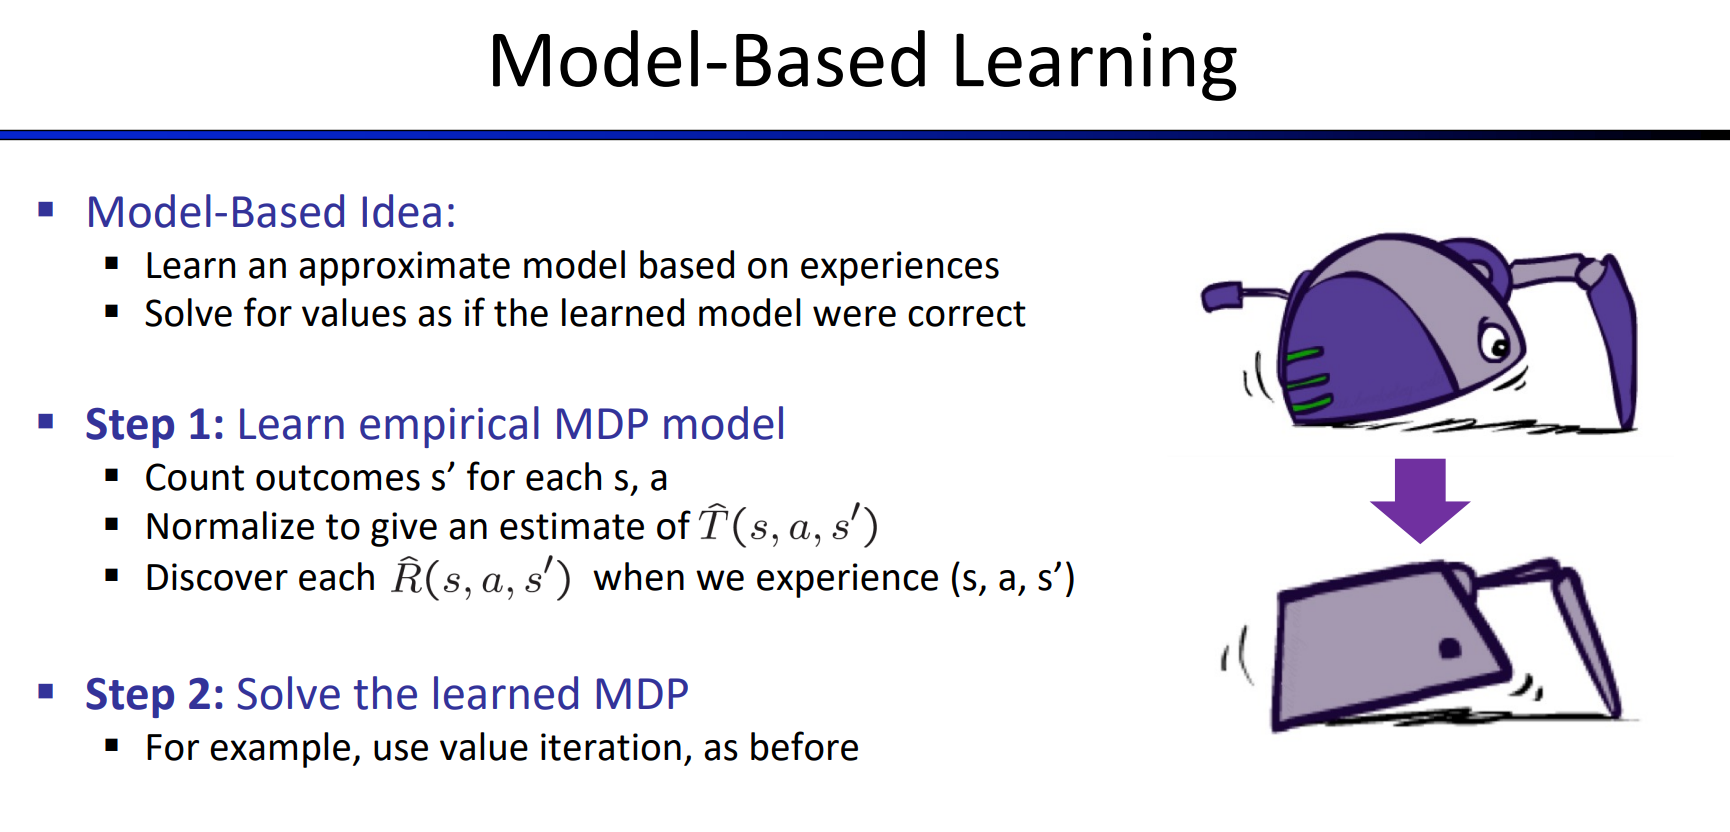 Model-Based Learning
▪ Model-Based Idea:
▪ Learn an approximate model based on experiences
▪ Solve for values as if the learned model were correct
▪ Step 1: Learn empirical MDP model
▪ Count outcomes s’ for each s, a
▪ Normalize to give an estimate of T̂(s, a, s′)
▪ Discover each R̂(s, a, s′) when we experience (s, a, s’)
▪ Step 2: Solve the learned MDP
▪ For example, use value iteration, as before